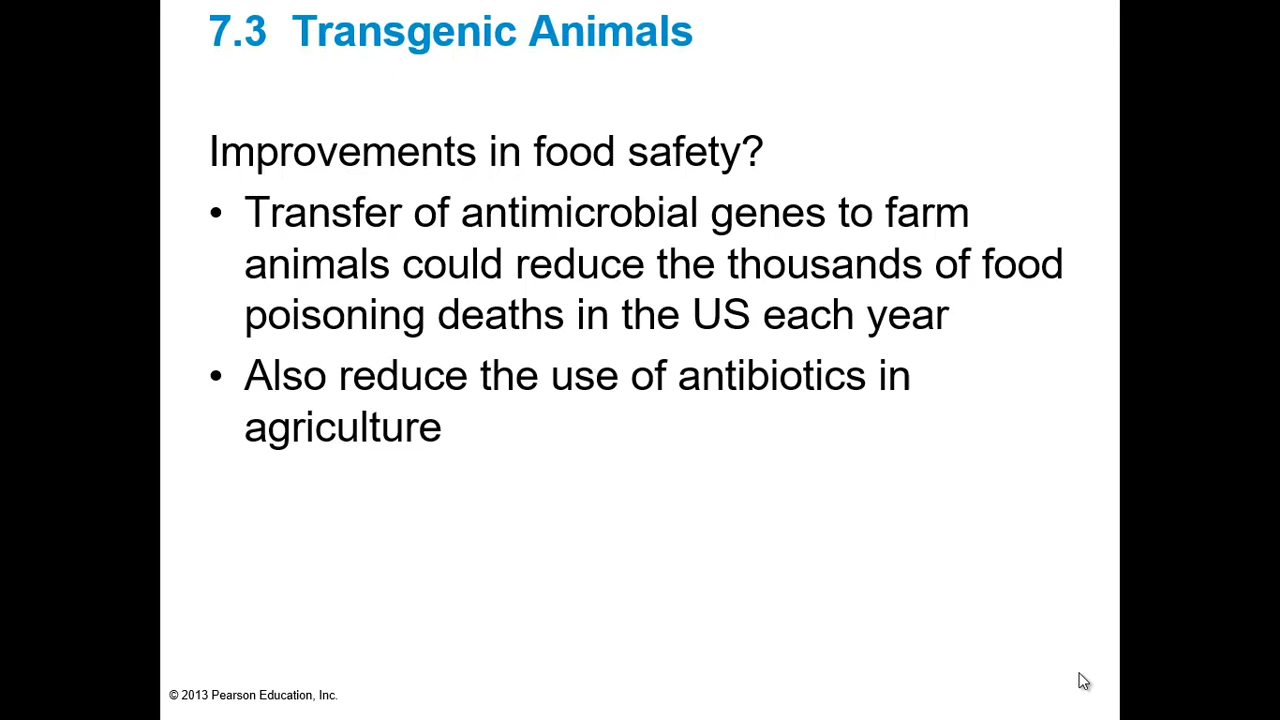 7.3 Transgenic Animals
Improvements in food safety?
• Transfer of antimicrobial genes to farm
animals could reduce the thousands of food
poisoning deaths in the US each year
• Also reduce the use of antibiotics in
agriculture
© 2013 Pearson Education, Inc.